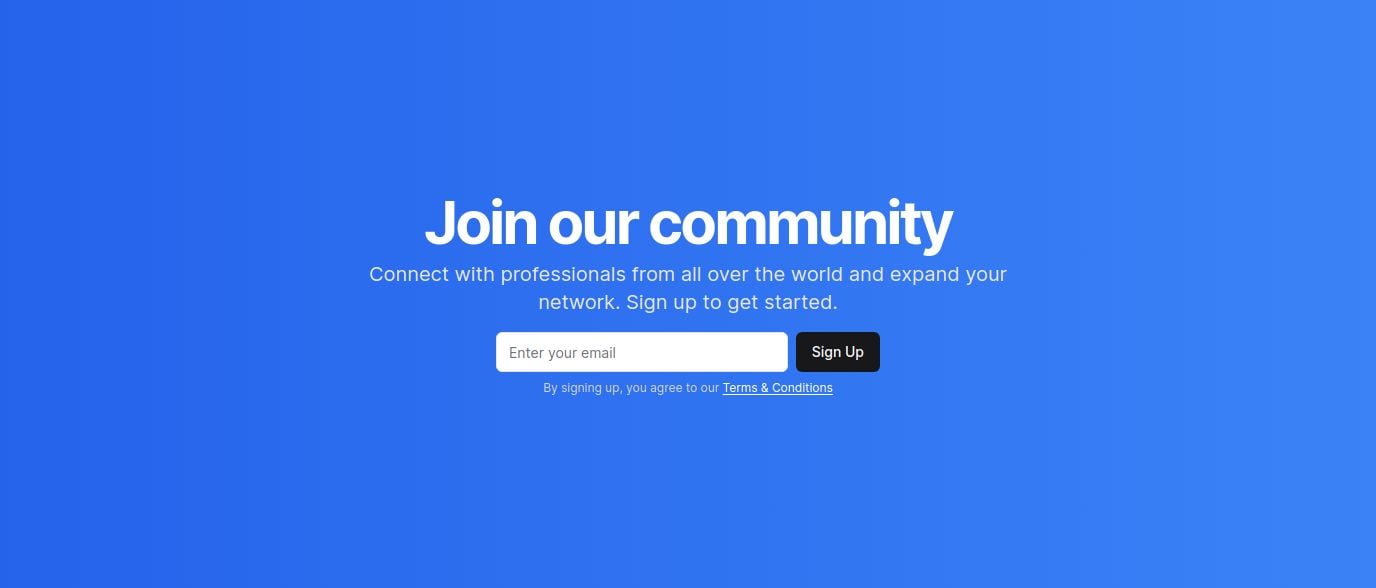 Join our community
Connect with professionals from all over the world and expand your
network. Sign up to get started.
Enter your email
Sign Up
By signing up, you agree to our Terms & Conditions